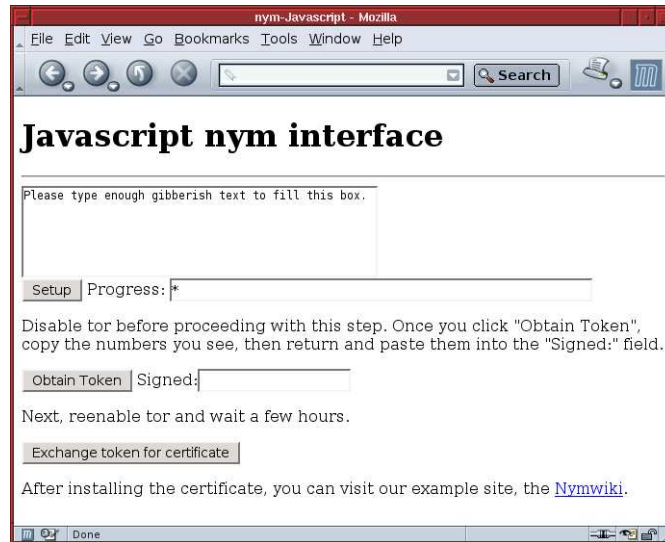 nym-Javascript - Mozilla
File Edit View Go Bookmarks Tools Window Help
Search
Javascript nym interface
Please type enough gibberish text to fill this box.
Setup Progress: *
Disable tor before proceeding with this step. Once you click "Obtain Token",
copy the numbers you see, then return and paste them into the "Signed:" field.
Obtain Token Signed:
Next, reenable tor and wait a few hours.
Exchange token for certificate
After installing the certificate, you can visit our example site, the Nymwiki.
Done